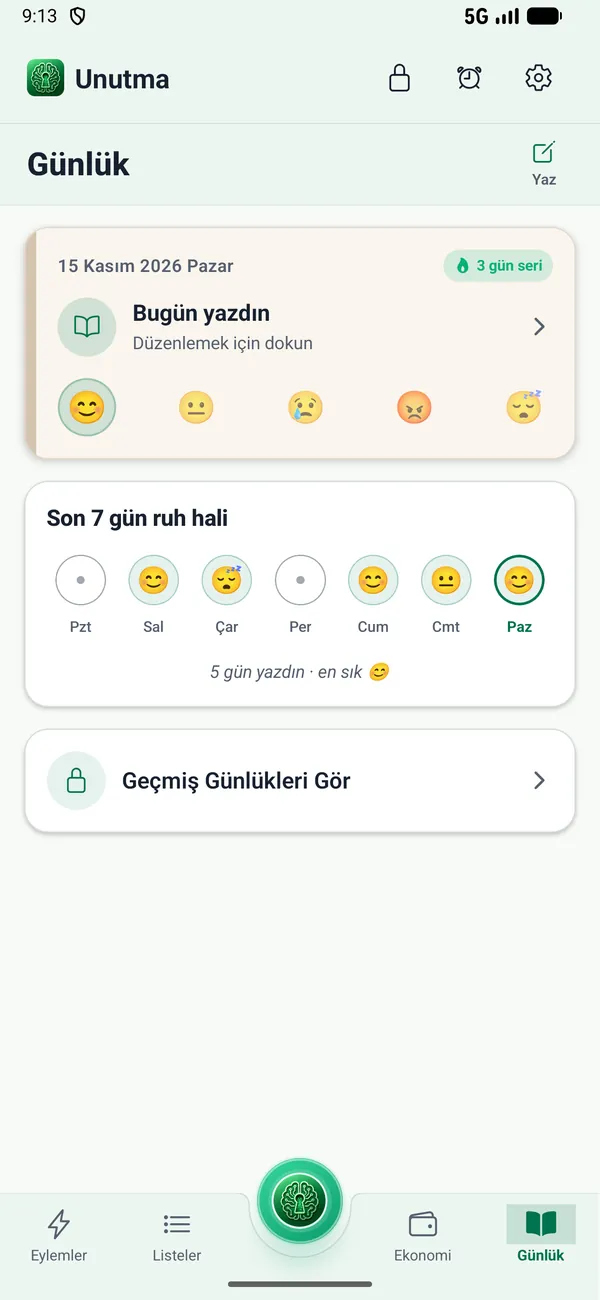 9:13
5G
Unutma
Günlük
Yaz
15 Kasım 2026 Pazar
3 gün seri
Bugün yazdın
Düzenlemek için dokun
Son 7 gün ruh hali
Pzt Sal Çar Per Cum Cmt Paz
5 gün yazdın · en sık 😊
Geçmiş Günlükleri Gör
Eylemler Listeler Ekonomi Günlük